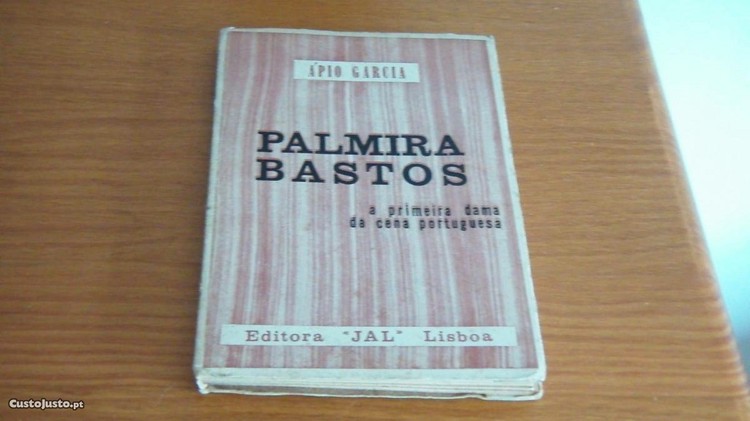 ÁPIO GARCIA
PALMIRA
BASTOS
a primeira dama
da cena portuguesa
Editora "JAL" Lisboa
CustoJusto.pt